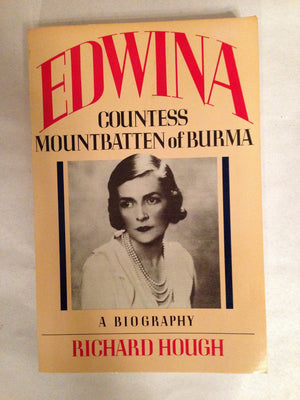 EDWINA
COUNTESS
MOUNTBATTEN of BURMA
A BIOGRAPHY
RICHARD HOUGH